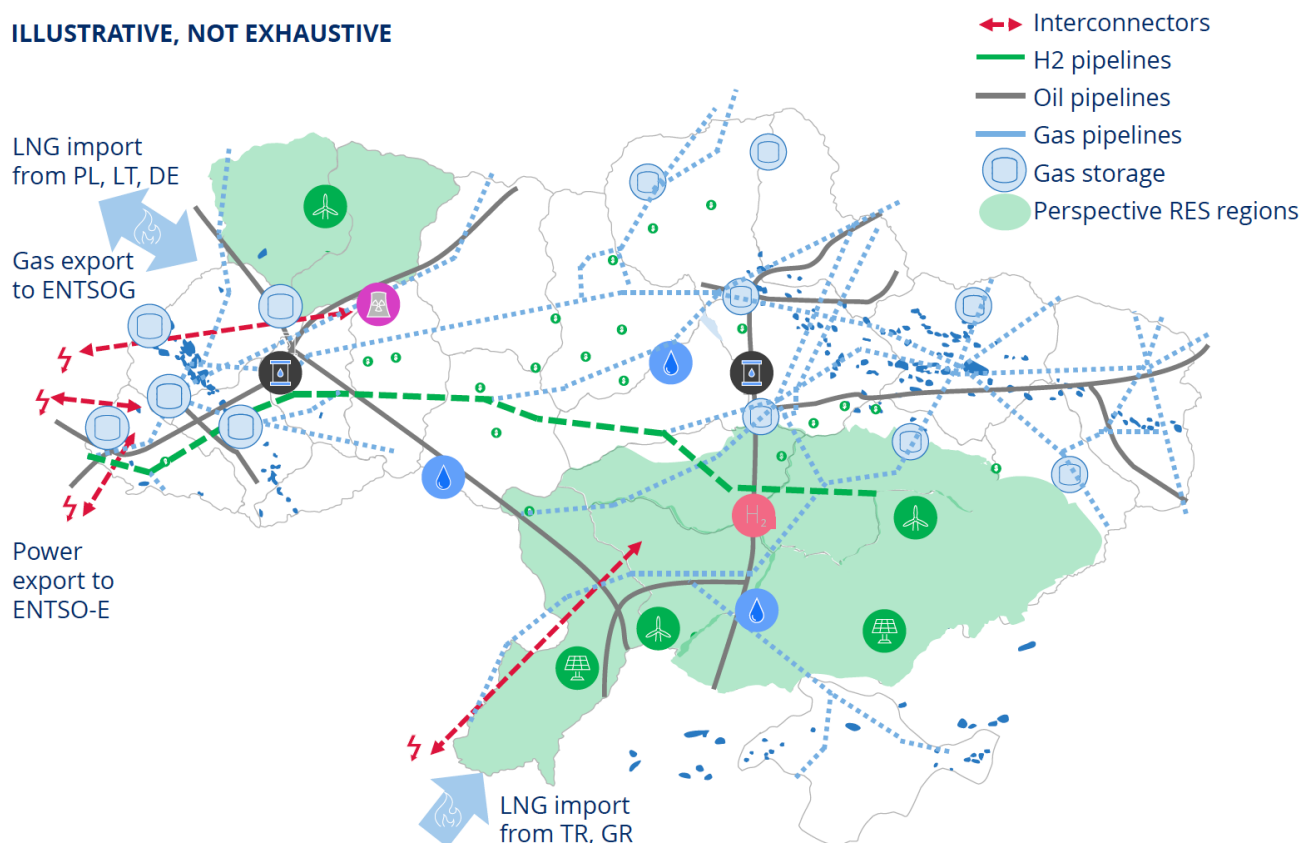 ILLUSTRATIVE, NOT EXHAUSTIVE
Interconnectors
H2 pipelines
Oil pipelines
Gas pipelines
Gas storage
Perspective RES regions
LNG import
from PL, LT, DE
Gas export
to ENTSOG
Power
export to
ENTSO-E
H2
LNG import
from TR, GR